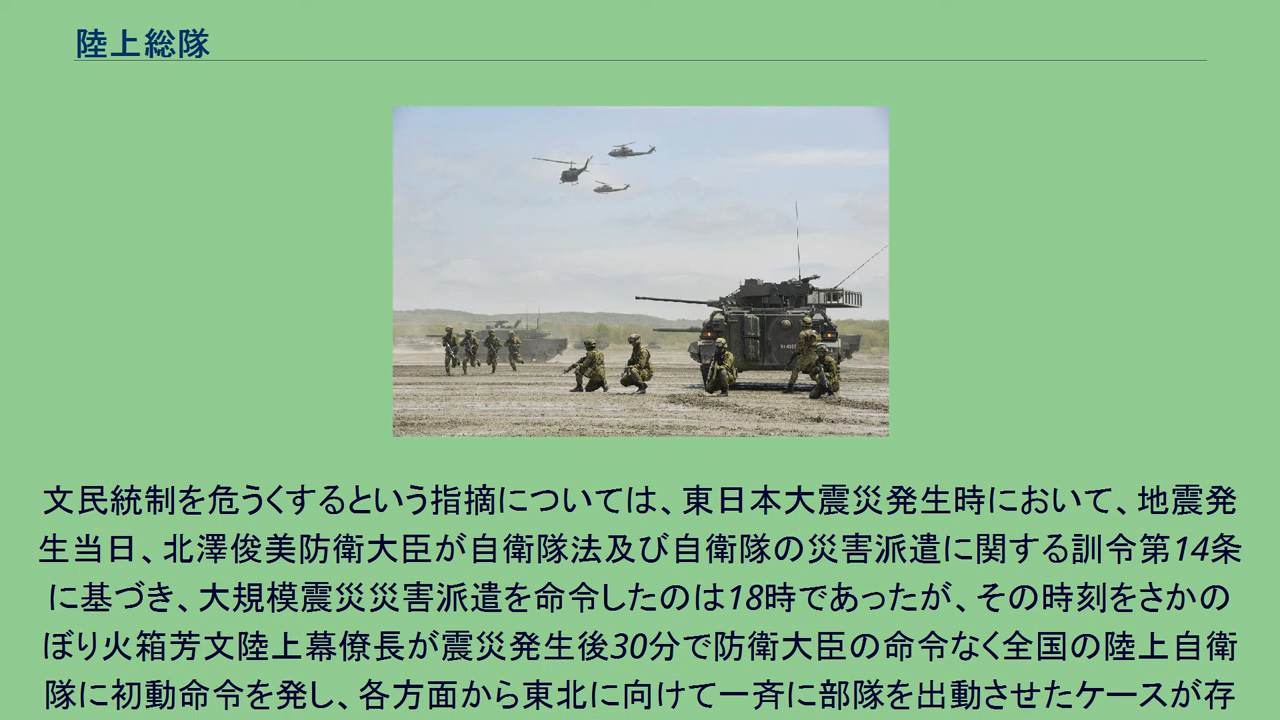 陸上総隊
文民統制を危うくするという指摘については、東日本大震災発生時において、地震発
生当日、北澤俊美防衛大臣が自衛隊法及び自衛隊の災害派遣に関する訓令第14条
に基づき、大規模震災災害派遣を命令したのは18時であったが、その時刻をさかの
ぼり火箱芳文陸上幕僚長が震災発生後30分で防衛大臣の命令なく全国の陸上自衛
隊に初動命令を発し、各方面から東北に向けて一斉に部隊を出動させたケースが存